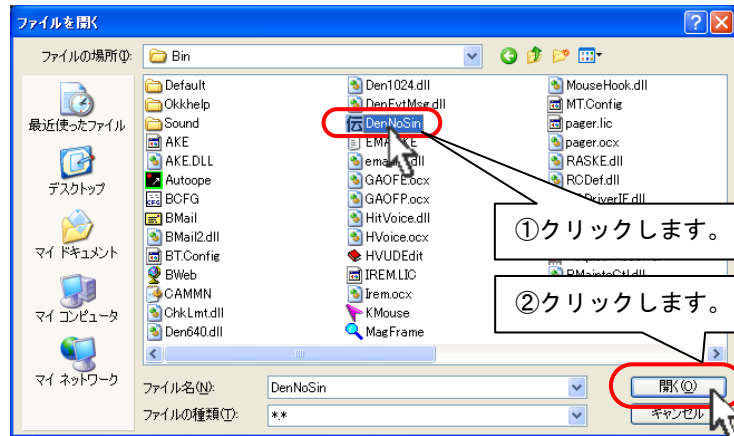 ファイルを開く
ファイルの場所(I):
Bin
最近使ったファイル
デスクトップ
マイ ドキュメント
マイ コンピュータ
マイ ネットワーク
Default
Okkhelp
Sound
AKE
AKE.DLL
Autoope
BCFG
BMail
BMail2.dll
BT.Config
BWeb
CAMMN
ChkLmt.dll
Den640.dll
Den1024.dll
DenEvtMsg.dll
DenNoSin
GAOFE.ocx
GAOFP.ocx
HitVoice.dll
HVoice.ocx
HVUDEdit
IREM.LIC
Irem.ocx
KMouse
MagFrame
MouseHook.dll
MT.Config
pager.lic
pager.ocx
RASKE.dll
RCDef.dll
①クリックします。
②クリックします。
ファイル名(N):
DenNoSin
開く(O)
ファイルの種類(T):
*.*
キャンセル